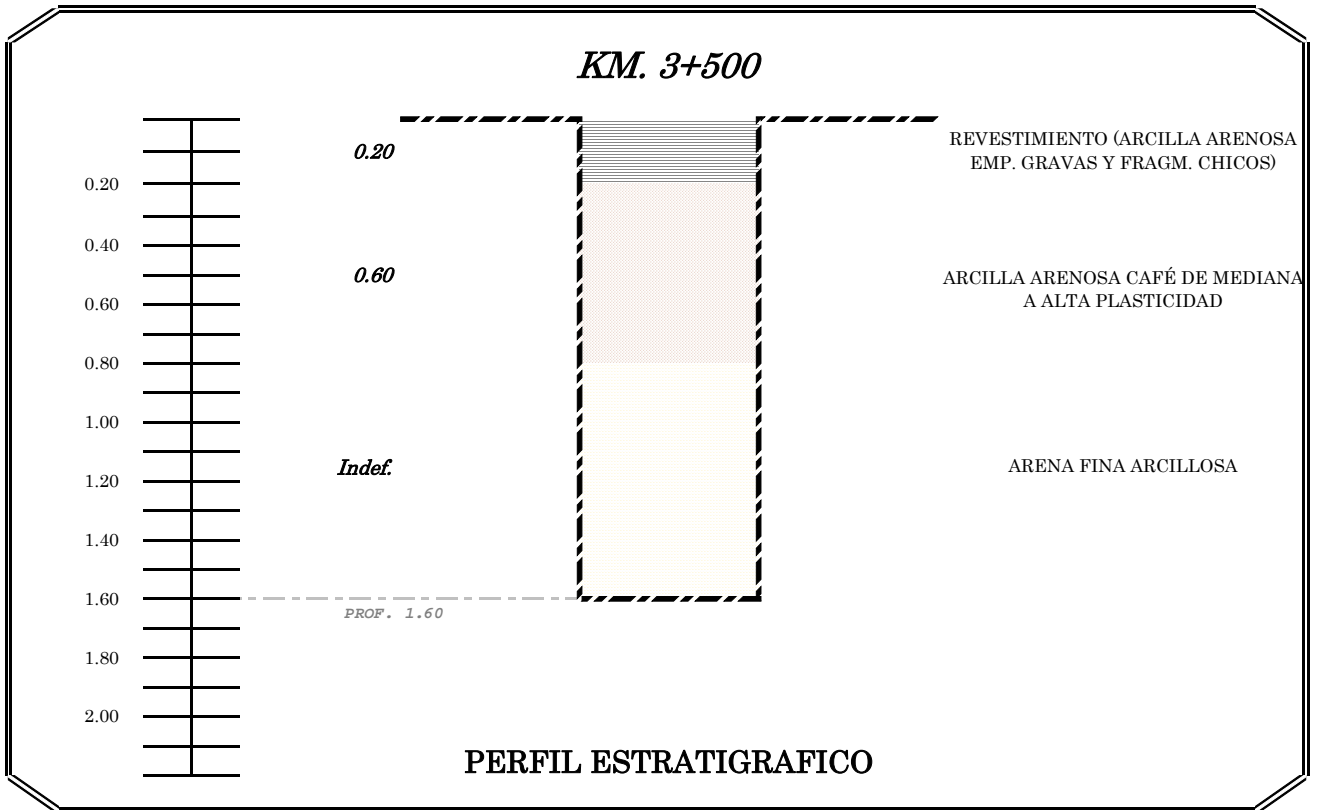 KM. 3+500
0.20
REVESTIMIENTO (ARCILLA ARENOSA
EMP. GRAVAS Y FRAGM. CHICOS)
0.20
0.40
0.60
ARCILLA ARENOSA CAFÉ DE MEDIANA
A ALTA PLASTICIDAD
0.60
0.80
1.00
Indef.
ARENA FINA ARCILLOSA
1.20
1.40
1.60
PROF. 1.60
1.80
2.00
PERFIL ESTRATIGRAFICO